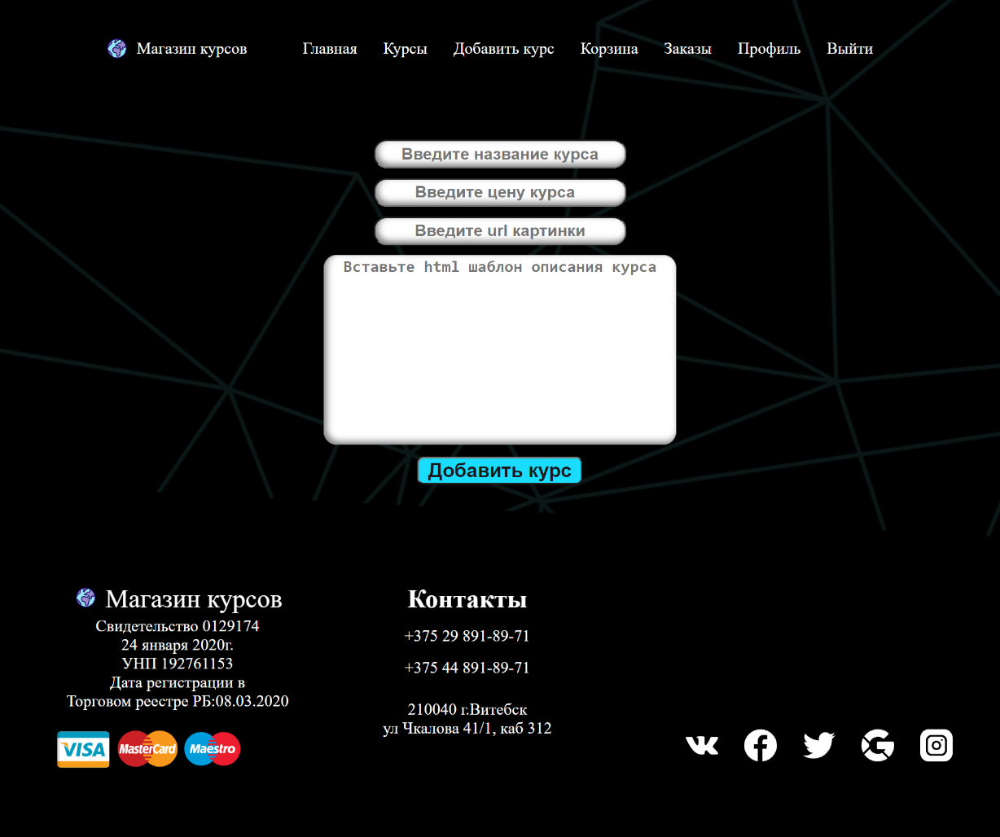 Магазин курсов Главная Курсы Добавить курс Корзина Заказы Профиль Выйти
Введите название курса
Введите цену курса
Введите url картинки
Вставьте html шаблон описания курса
Добавить курс
Магазин курсов
Свидетельство 0129174
24 января 2020г.
УНП 192761153
Дата регистрации в
Торговом реестре РБ:08.03.2020
VISA MasterCard Maestro
Контакты
+375 29 891-89-71
+375 44 891-89-71
210040 г.Витебск
ул Чкалова 41/1, каб 312